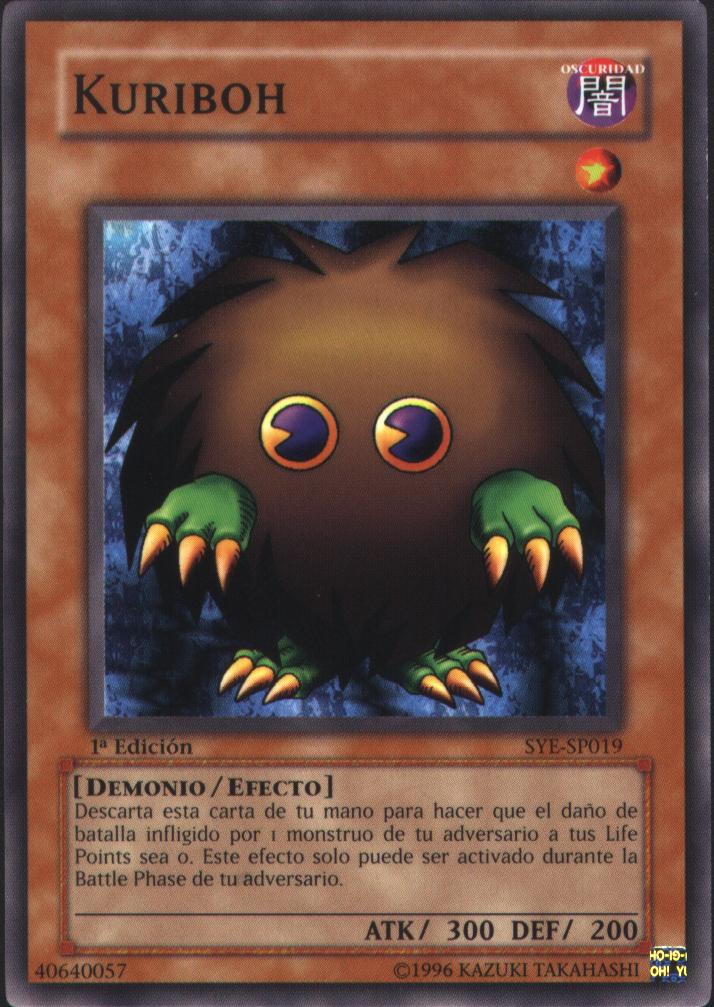 KURIBOH
OSCURIDAD
闇
1ª Edición
SYE-SP019
[DEMONIO/EFECTO]
Descarta esta carta de tu mano para hacer que el daño de
batalla infligido por 1 monstruo de tu adversario a tus Life
Points sea 0. Este efecto solo puede ser activado durante la
Battle Phase de tu adversario.
ATK/ 300 DEF/ 200
40640057
©1996 KAZUKI TAKAHASHI
OH!